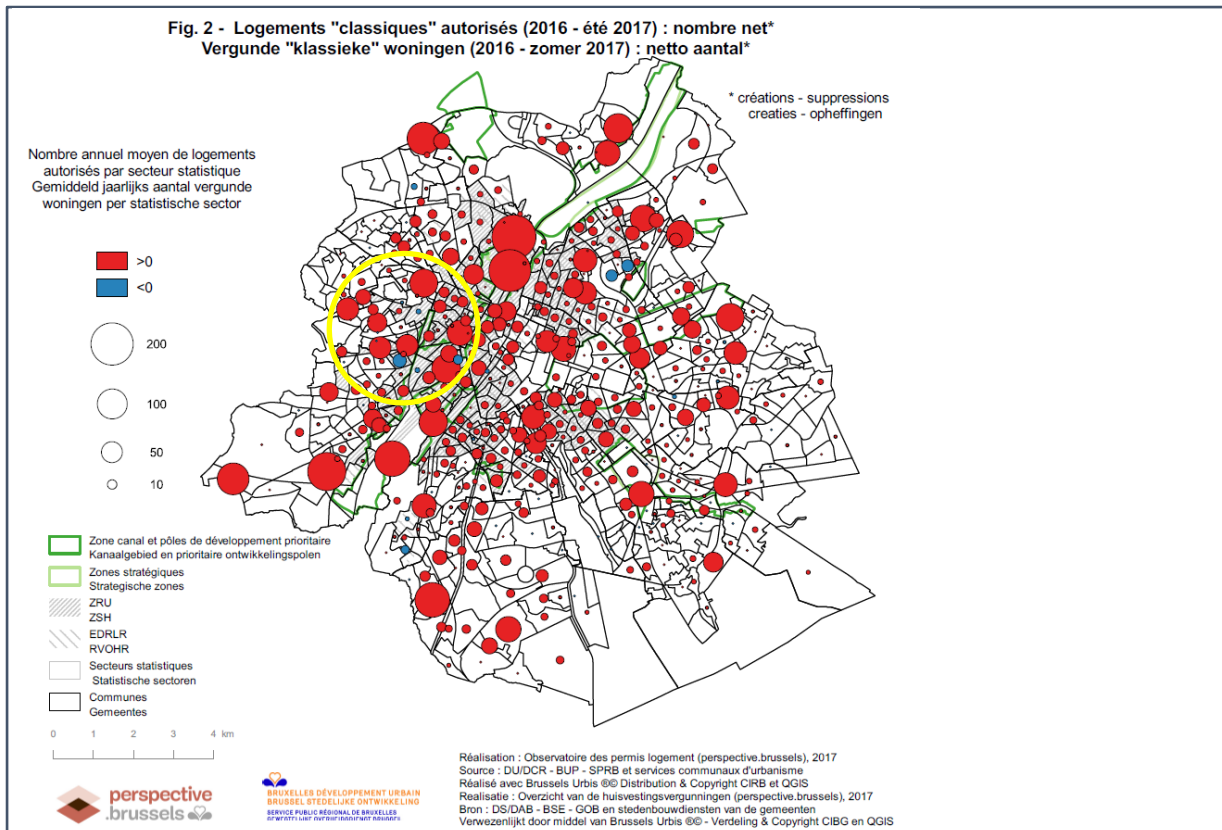 Fig. 2 - Logements "classiques" autorisés (2016 - été 2017) : nombre net*
Vergunde "klassieke" woningen (2016 - zomer 2017) : netto aantal*
* créations - suppressions
creaties - opheffingen
Nombre annuel moyen de logements
autorisés par secteur statistique
Gemiddeld jaarlijks aantal vergunde
woningen per statistische sector
>0
<0
200
100
50
10
Zone canal et pôles de développement prioritaire
Kanaalgebied en prioritaire ontwikkelingspolen
Zones stratégiques
Strategische zones
ZRU
ZSH
EDRLR
RVOHR
Secteurs statistiques
Statistische sectoren
Communes
Gemeentes
0 1 2 3 4 km
perspective
.brussels
BRUXELLES DÉVELOPPEMENT URBAIN
BRUSSEL STEDELIJKE ONTWIKKELING
SERVICE PUBLIC RÉGIONAL DE BRUXELLES
GEWESTELIJKE OVERHEIDSDIENST BRUSSEL
Réalisation : Observatoire des permis logement (perspective.brussels), 2017
Source : DU/DCR - BUP - SPRB et services communaux d'urbanisme
Réalisé avec Brussels Urbis ®© Distribution & Copyright CIRB et QGIS
Realisatie : Overzicht van de huisvestingsvergunningen (perspective.brussels), 2017
Bron : DS/DAB - BSE - GOB en stedenbouwdiensten van de gemeenten
Verwezenlijkt door middel van Brussels Urbis ®© - Verdeling & Copyright CIBG en QGIS